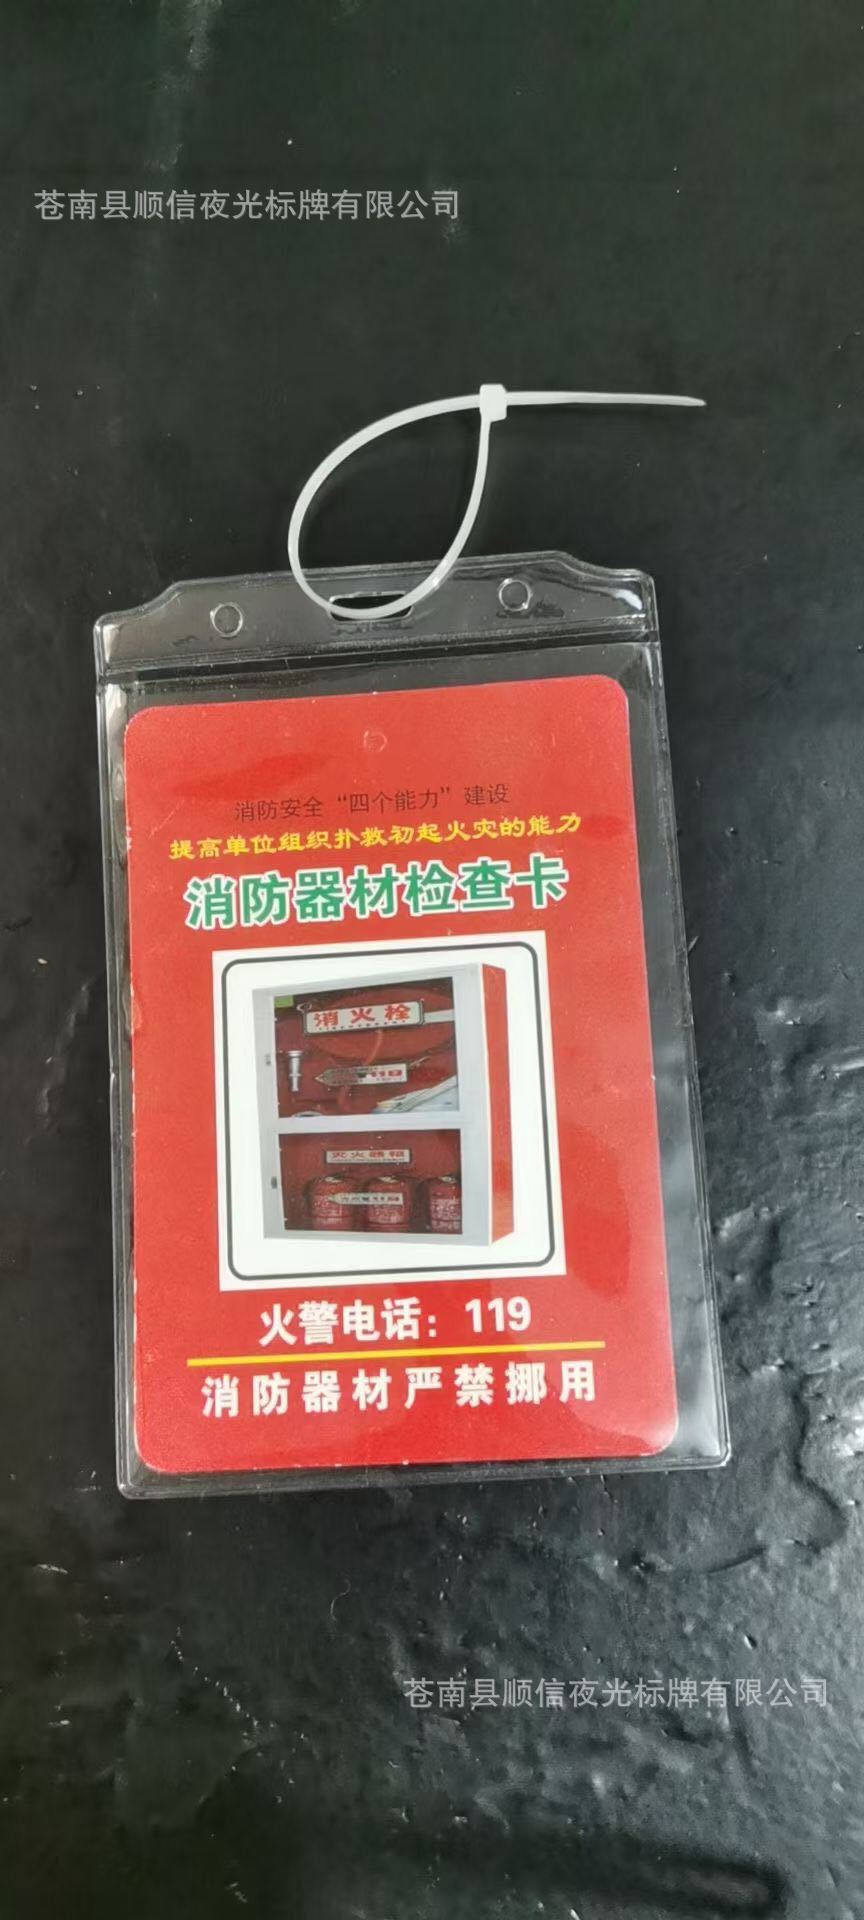 苍南县顺信夜光标牌有限公司
消防安全“四个能力”建设
提高单位组织扑救初起火灾的能力
消防器材检查卡
消火栓
119
灭火器箱
火警电话：119
消防器材严禁挪用
苍南县顺信夜光标牌有限公司